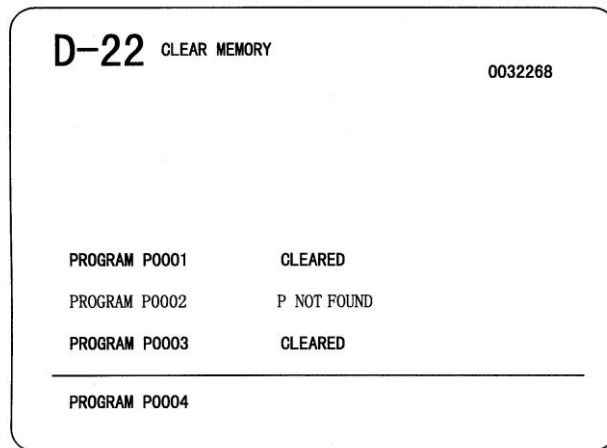 D-22 CLEAR MEMORY
0032268
PROGRAM P0001 CLEARED
PROGRAM P0002 P NOT FOUND
PROGRAM P0003 CLEARED
PROGRAM P0004